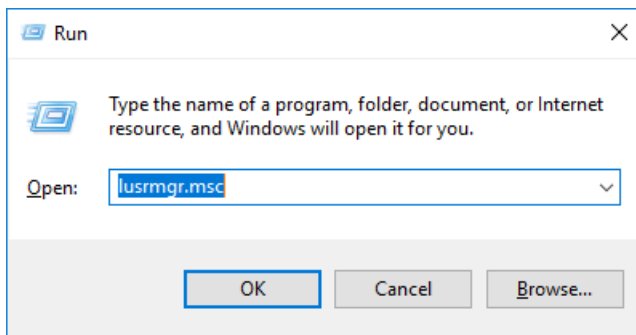 Run
Type the name of a program, folder, document, or Internet
resource, and Windows will open it for you.
Open: lusrmgr.msc
OK Cancel Browse...